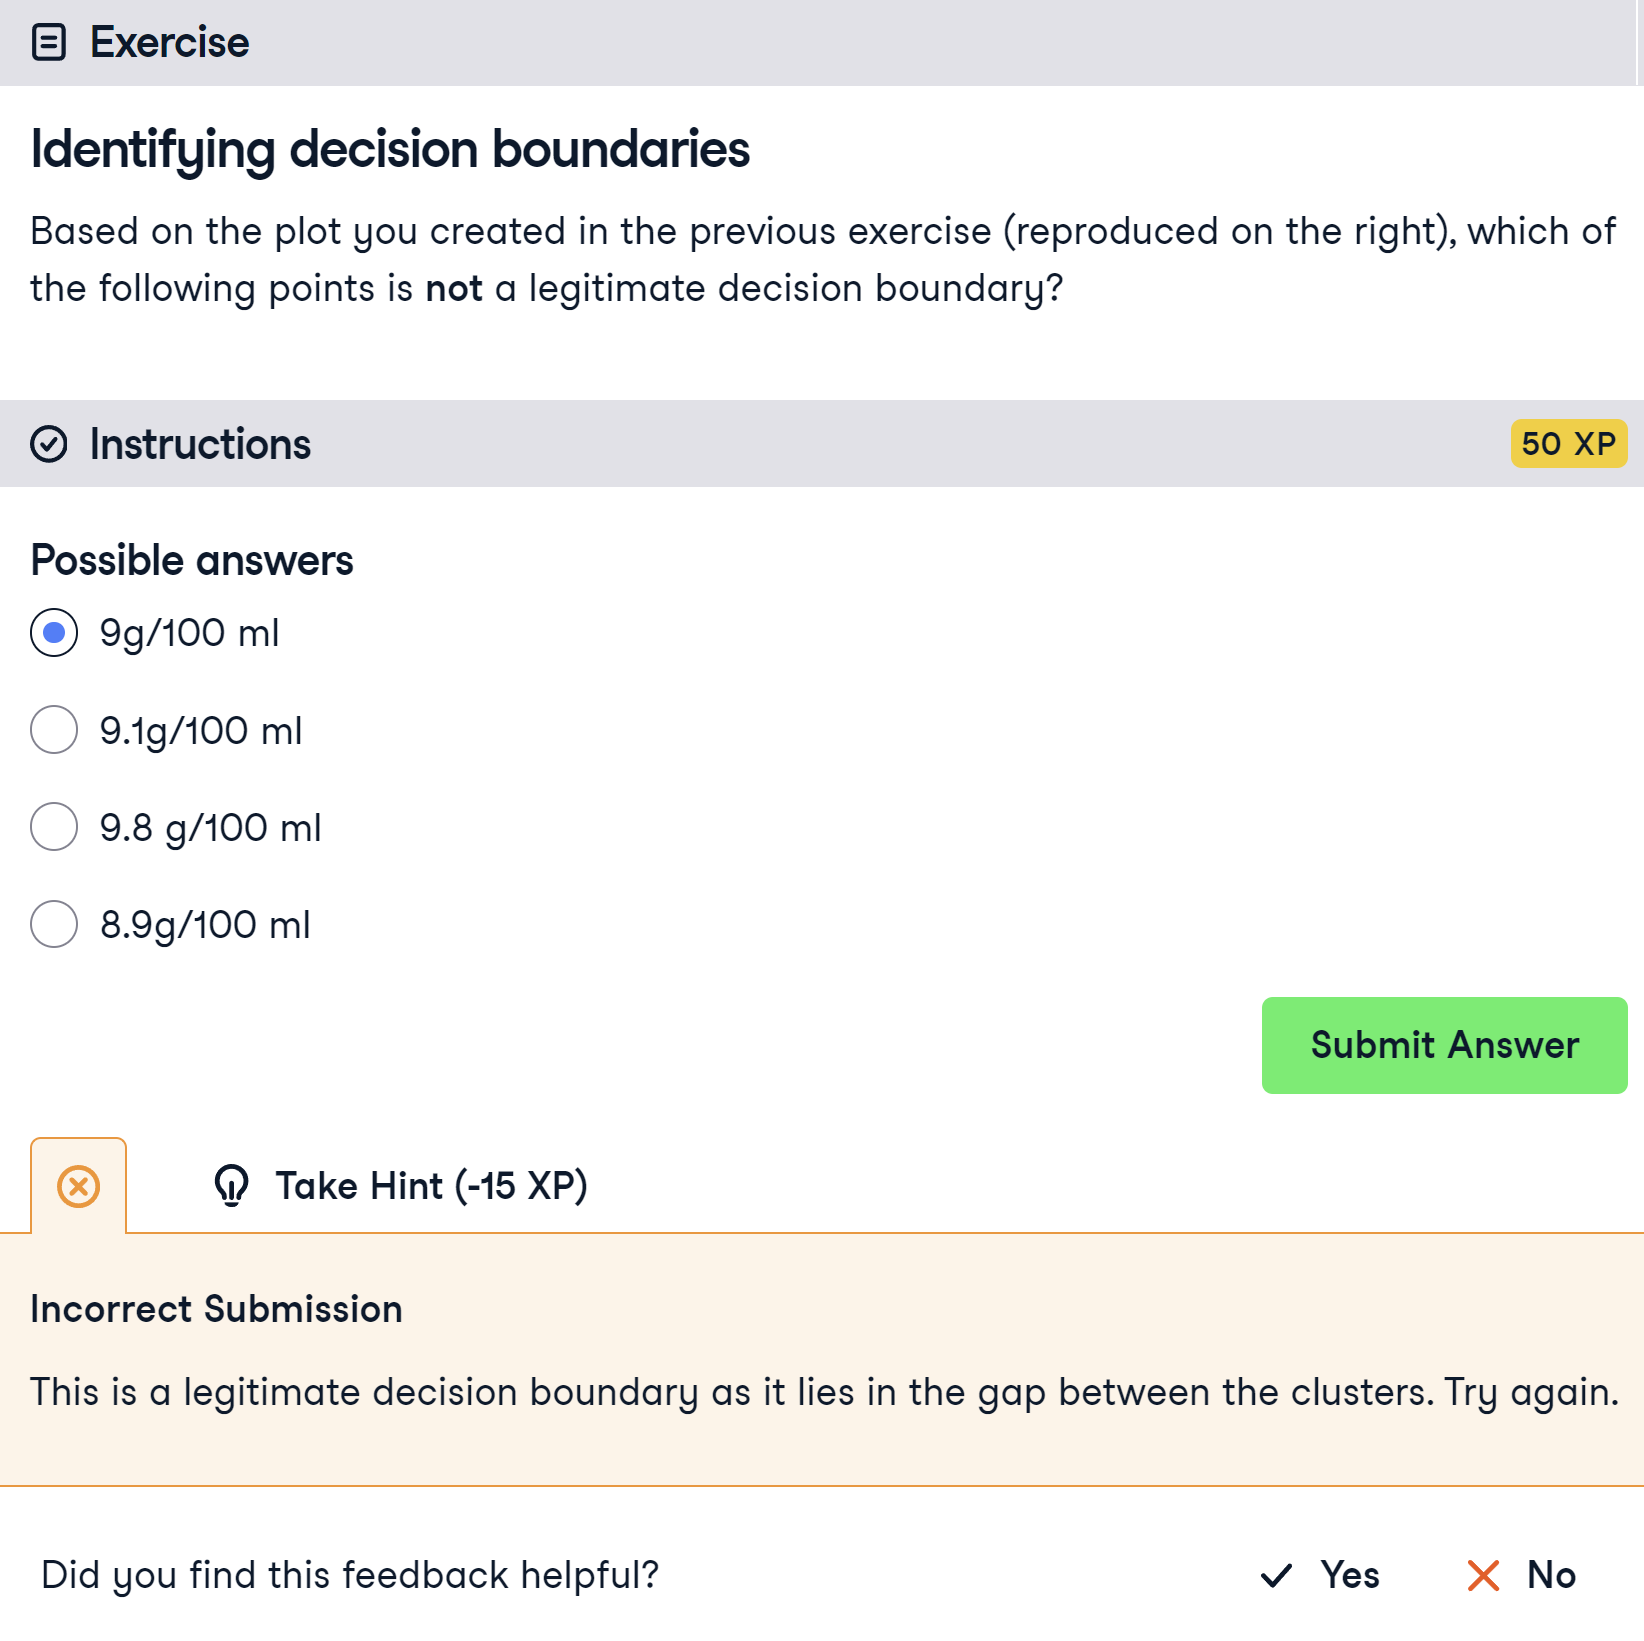 Exercise
Identifying decision boundaries
Based on the plot you created in the previous exercise (reproduced on the right), which of
the following points is not a legitimate decision boundary?
Instructions
50 XP
Possible answers
9g/100 ml
9.1g/100 ml
9.8 g/100 ml
8.9g/100 ml
Submit Answer
Take Hint (-15 XP)
Incorrect Submission
This is a legitimate decision boundary as it lies in the gap between the clusters. Try again.
Did you find this feedback helpful?
Yes
No